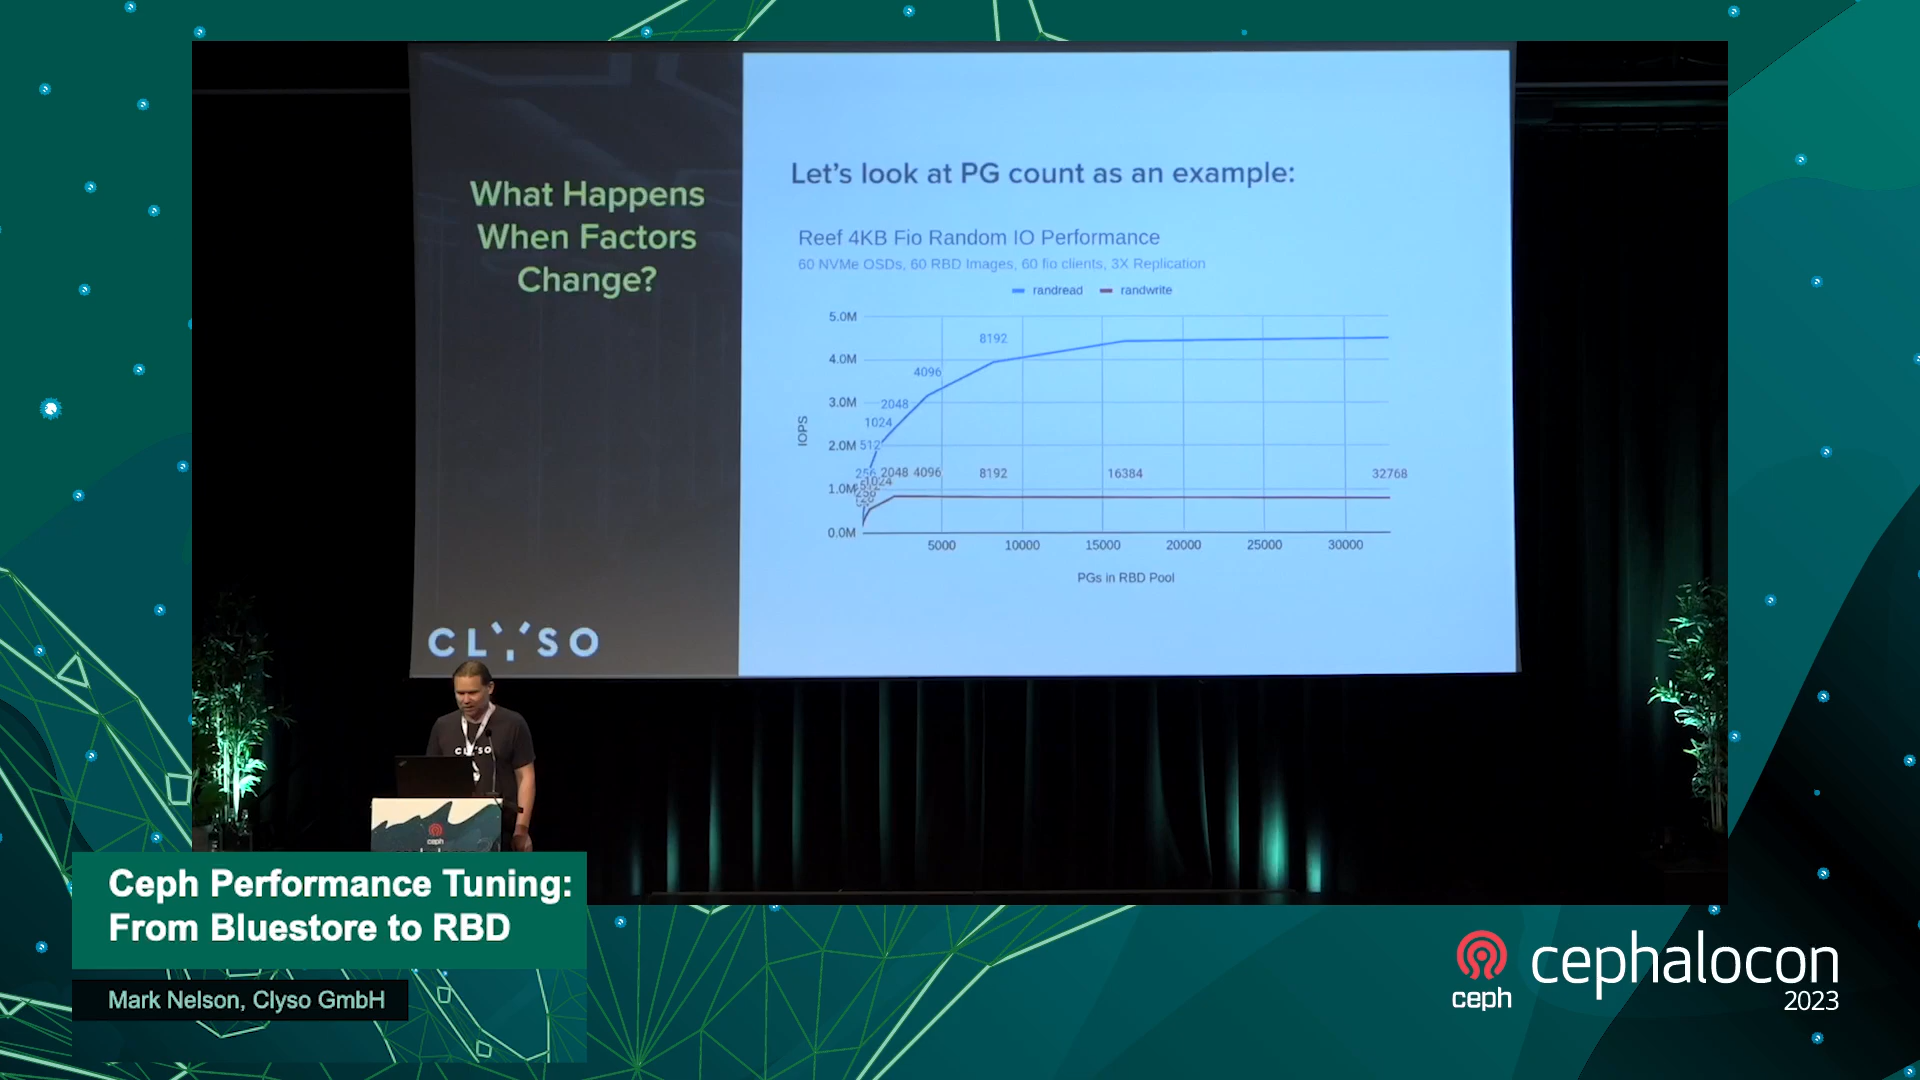 What Happens
When Factors
Change?
CLYSO
Let's look at PG count as an example:
Reef 4KB Fio Random IO Performance
60 NVMe OSDs, 60 RBD Images, 60 fio clients, 3X Replication
randread randwrite
5.0M
4.0M
3.0M
2.0M
1.0M
0.0M
IOPS
8192
4096
2048
1024
512
256 2048 4096 8192 16384 32768
1024
256
5000 10000 15000 20000 25000 30000
PGs in RBD Pool
CLYSO
ceph
Ceph Performance Tuning:
From Bluestore to RBD
Mark Nelson, Clyso GmbH
ceph
cephalocon
2023